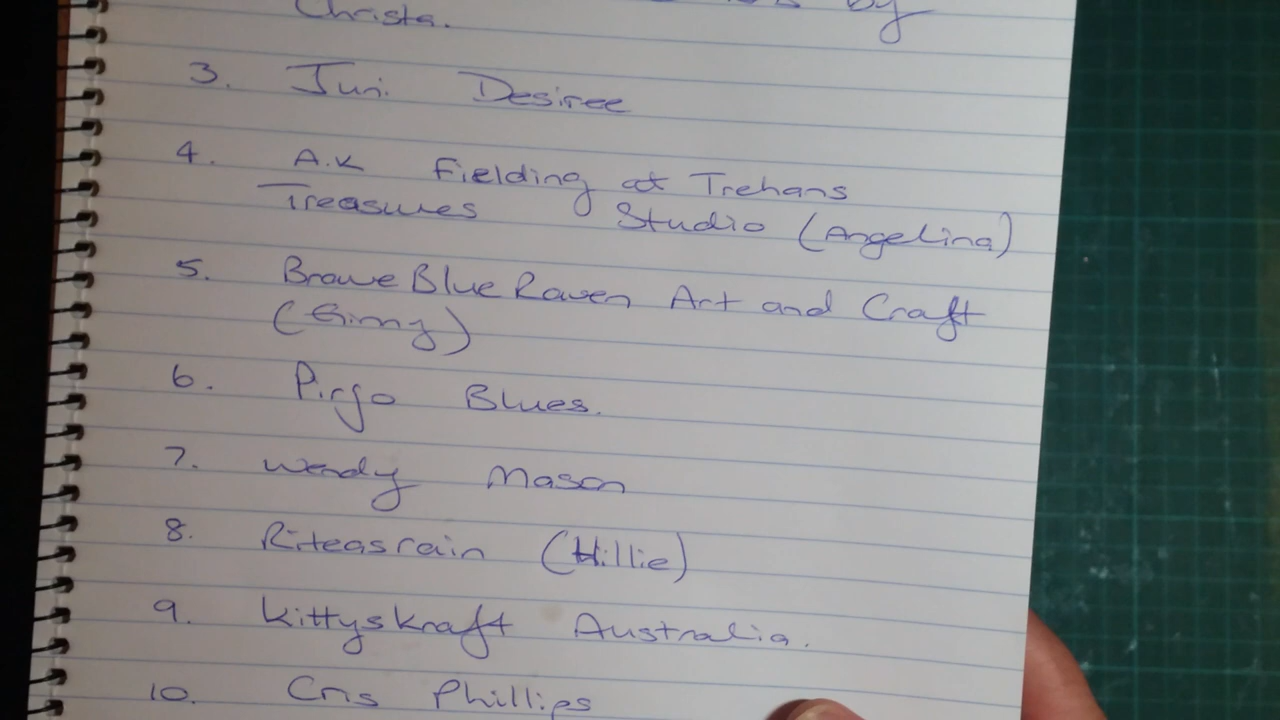 by
Christa.
3. Juni Desiree
4. A.K Fielding at Trehans
Treasures Studio (Angelina)
5. Brave Blue Raven Art and Craft
(Ginny)
6. Pirjo Blues.
7. Wendy Mason
8. Riteasrain (Hillie)
9. Kittyskraft Australia.
10. Cris Phillips